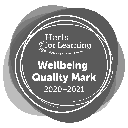 Herts
for Learning
Wellbeing
Quality Mark
2020–2021